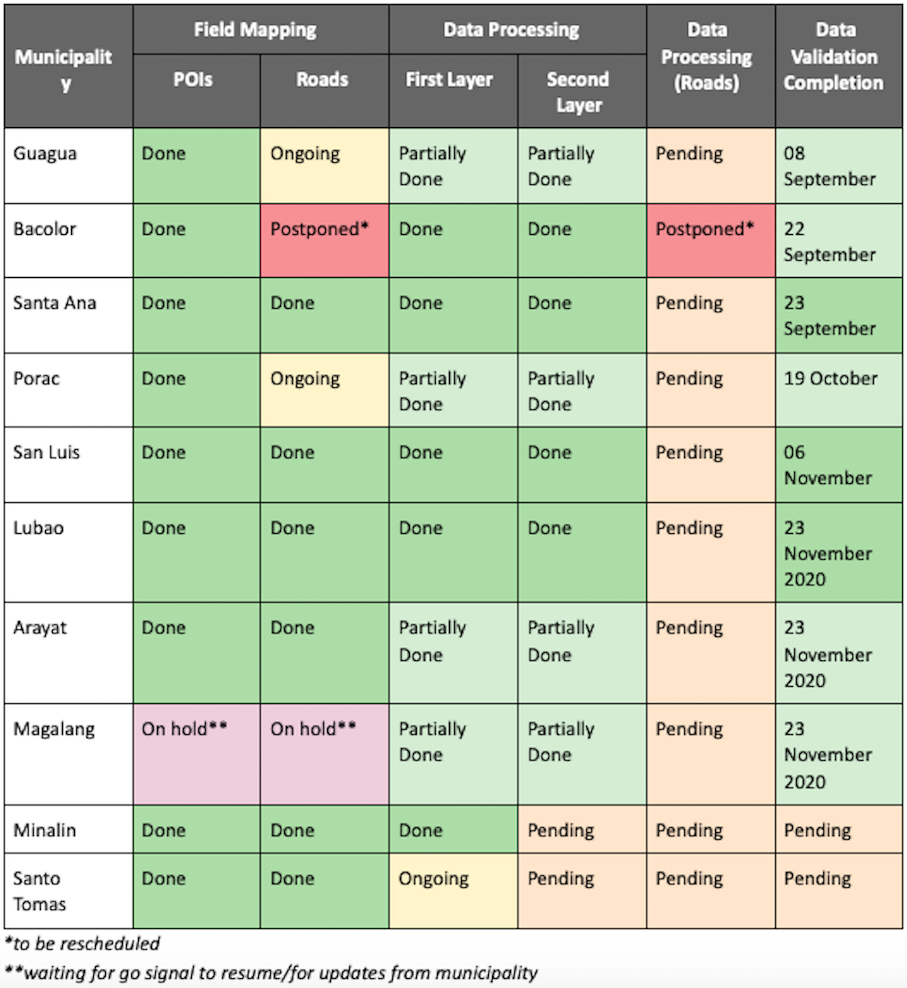 Municipalit
y
Field Mapping
Data Processing
Data
Processing
(Roads)
Data
Validation
Completion
POIs
Roads
First Layer
Second
Layer
Guagua
Done
Ongoing
Partially
Done
Partially
Done
Pending
08
September
Bacolor
Done
Postponed*
Done
Done
Postponed*
22
September
Santa Ana
Done
Done
Done
Done
Pending
23
September
Porac
Done
Ongoing
Partially
Done
Partially
Done
Pending
19 October
San Luis
Done
Done
Done
Done
Pending
06
November
Lubao
Done
Done
Done
Done
Pending
23
November
2020
Arayat
Done
Done
Partially
Done
Partially
Done
Pending
23
November
2020
Magalang
On hold**
On hold**
Partially
Done
Partially
Done
Pending
23
November
2020
Minalin
Done
Done
Done
Pending
Pending
Pending
Santo
Tomas
Done
Done
Ongoing
Pending
Pending
Pending
*to be rescheduled
**waiting for go signal to resume/for updates from municipality